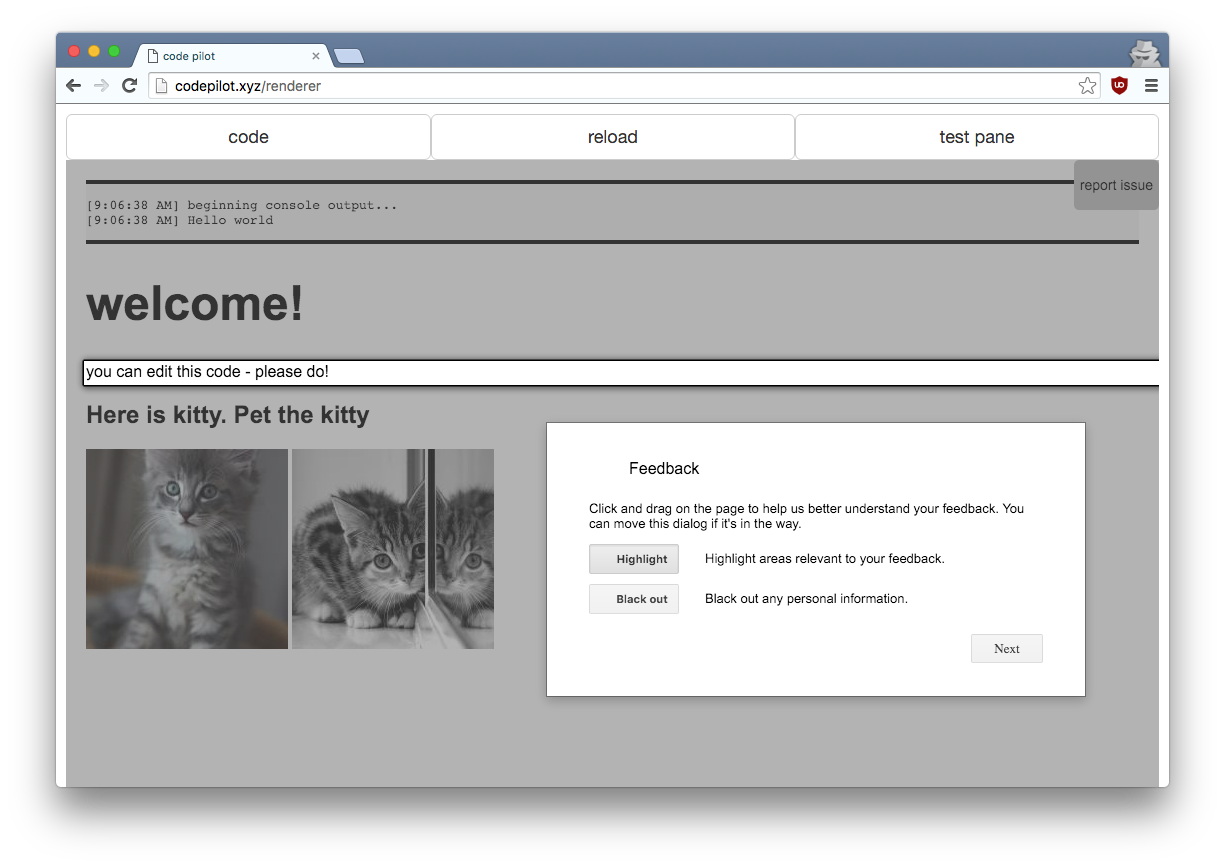 code pilot
codepilot.xyz/renderer
code
reload
test pane
report issue
[9:06:38 AM] beginning console output...
[9:06:38 AM] Hello world
welcome!
you can edit this code - please do!
Here is kitty. Pet the kitty
Feedback
Click and drag on the page to help us better understand your feedback. You
can move this dialog if it's in the way.
Highlight
Highlight areas relevant to your feedback.
Black out
Black out any personal information.
Next